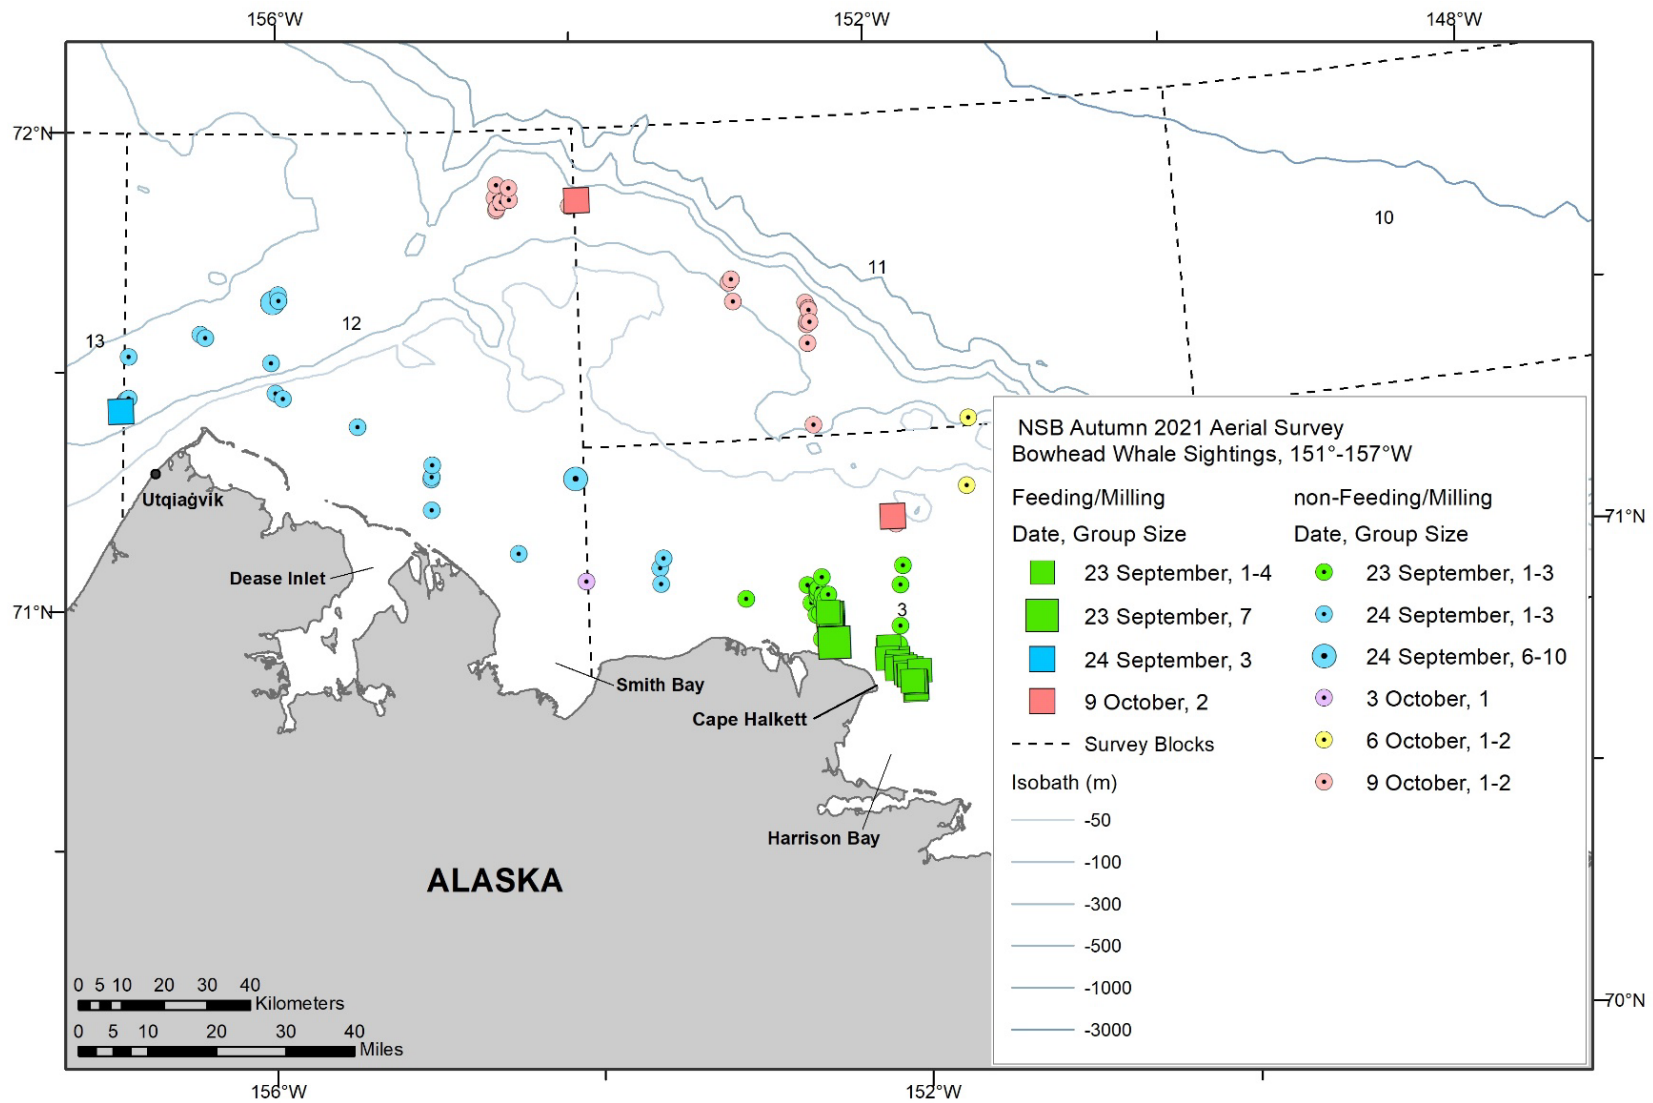 156°W
152°W
148°W
72°N
10
11
12
13
NSB Autumn 2021 Aerial Survey
Bowhead Whale Sightings, 151°-157°W
Utqiaġvik
Feeding/Milling
non-Feeding/Milling
Date, Group Size
Date, Group Size
71°N
Dease Inlet
23 September, 1-4
23 September, 1-3
71°N
3
23 September, 7
24 September, 1-3
24 September, 3
24 September, 6-10
Smith Bay
9 October, 2
3 October, 1
Cape Halkett
Survey Blocks
6 October, 1-2
Isobath (m)
9 October, 1-2
-50
Harrison Bay
-100
ALASKA
-300
-500
0 5 10 20 30 40
Kilometers
-1000
70°N
0 5 10 20 30 40
Miles
-3000
156°W
152°W